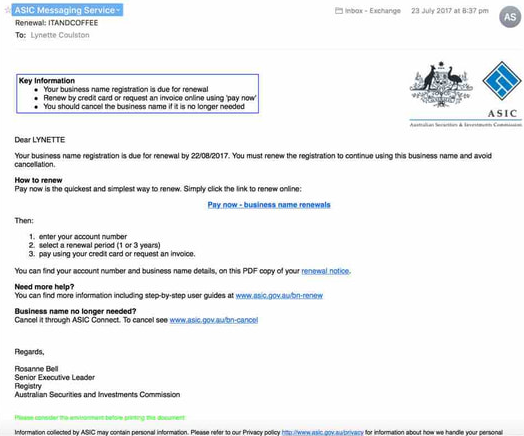 ASIC Messaging Service
Inbox - Exchange 23 July 2017 at 8:37 pm
AS
Renewal: ITANDCOFFEE
To: Lynette Coulston
Key Information
• Your business name registration is due for renewal
• Renew by credit card or request an invoice online using 'pay now'
• You should cancel the business name if it is no longer needed
ASIC
Australian Securities & Investments Commission
Dear LYNETTE
Your business name registration is due for renewal by 22/08/2017. You must renew the registration to continue using this business name and avoid
cancellation.
How to renew
Pay now is the quickest and simplest way to renew. Simply click the link to renew online:
Pay now - business name renewals
Then:
1. enter your account number
2. select a renewal period (1 or 3 years)
3. pay using your credit card or request an invoice.
You can find your account number and business name details, on this PDF copy of your renewal notice.
Need more help?
You can find more information including step-by-step user guides at www.asic.gov.au/bn-renew
Business name no longer needed?
Cancel it through ASIC Connect. To cancel see www.asic.gov.au/bn-cancel
Regards,
Rosanne Bell
Senior Executive Leader
Registry
Australian Securities and Investments Commission
Please consider the environment before printing this document
Information collected by ASIC may contain personal information. Please refer to our Privacy policy http://www.asic.gov.au/privacy for information about how we handle your personal